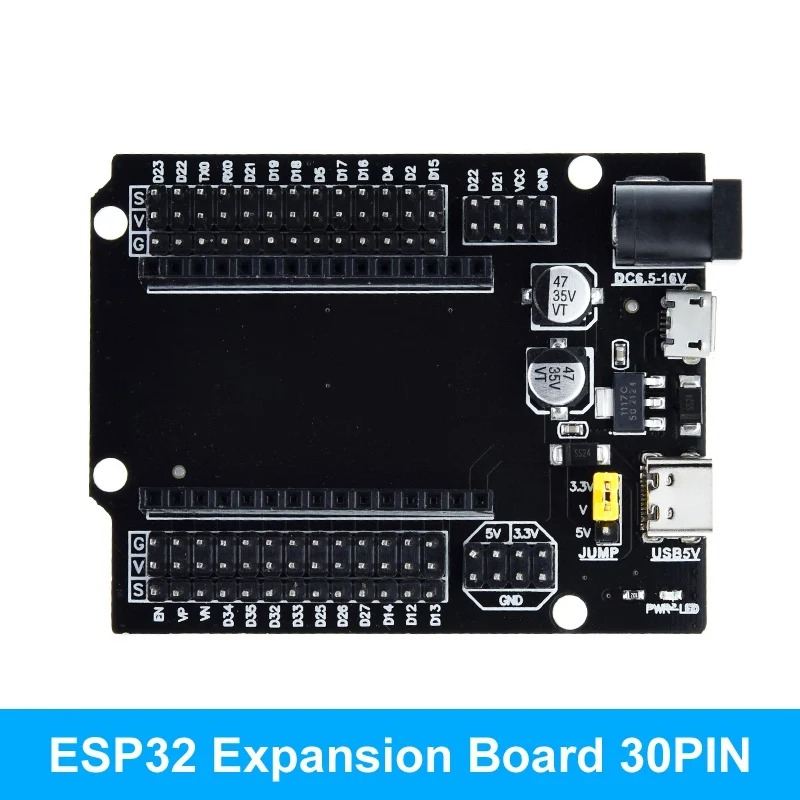 D23 D22 TX0 RX0 D21 D19 D18 D5 D17 D16 D4 D2 D15
S
V
G
D22 D21 VCC GND
DC6.5-16V
47
35V
VT
47
35V
VT
1117C
SS24
SS24
3.3V
V
5V
JUMP
USB5V
5V 3.3V
GND
G
V
S
EN VP VN D34 D35 D32 D33 D25 D26 D27 D14 D12 D13
PWR-LED
ESP32 Expansion Board 30PIN